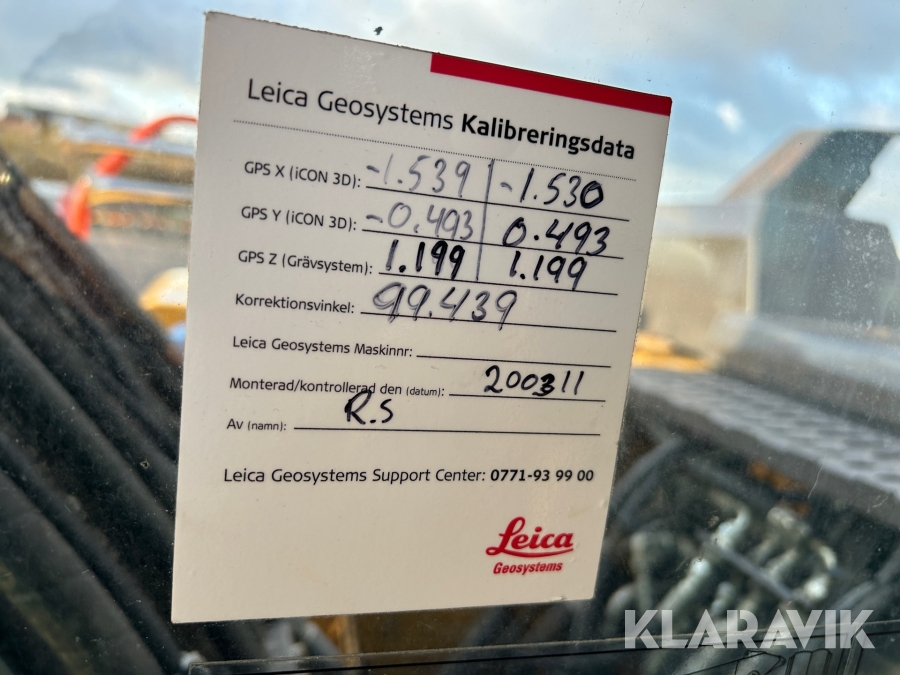 Leica Geosystems Kalibreringsdata
GPS X (iCON 3D): -1.539 | -1.530
GPS Y (iCON 3D): -0.493 | 0.493
GPS Z (Grävsystem): 1.199 | 1.199
Korrektionsvinkel: 99.439
Leica Geosystems Maskinnr:
Monterad/kontrollerad den (datum): 200311
Av (namn): R.S
Leica Geosystems Support Center: 0771-93 99 00
Leica
Geosystems
KLARAVIK